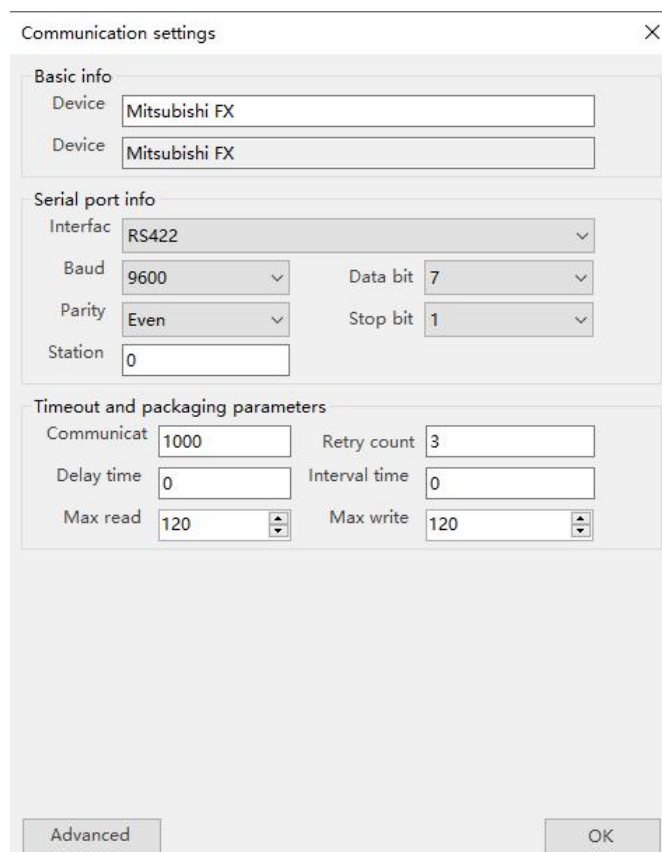 Communication settings
Basic info
Device Mitsubishi FX
Device Mitsubishi FX
Serial port info
Interfac RS422
Baud 9600 Data bit 7
Parity Even Stop bit 1
Station 0
Timeout and packaging parameters
Communicat 1000 Retry count 3
Delay time 0 Interval time 0
Max read 120 Max write 120
Advanced OK